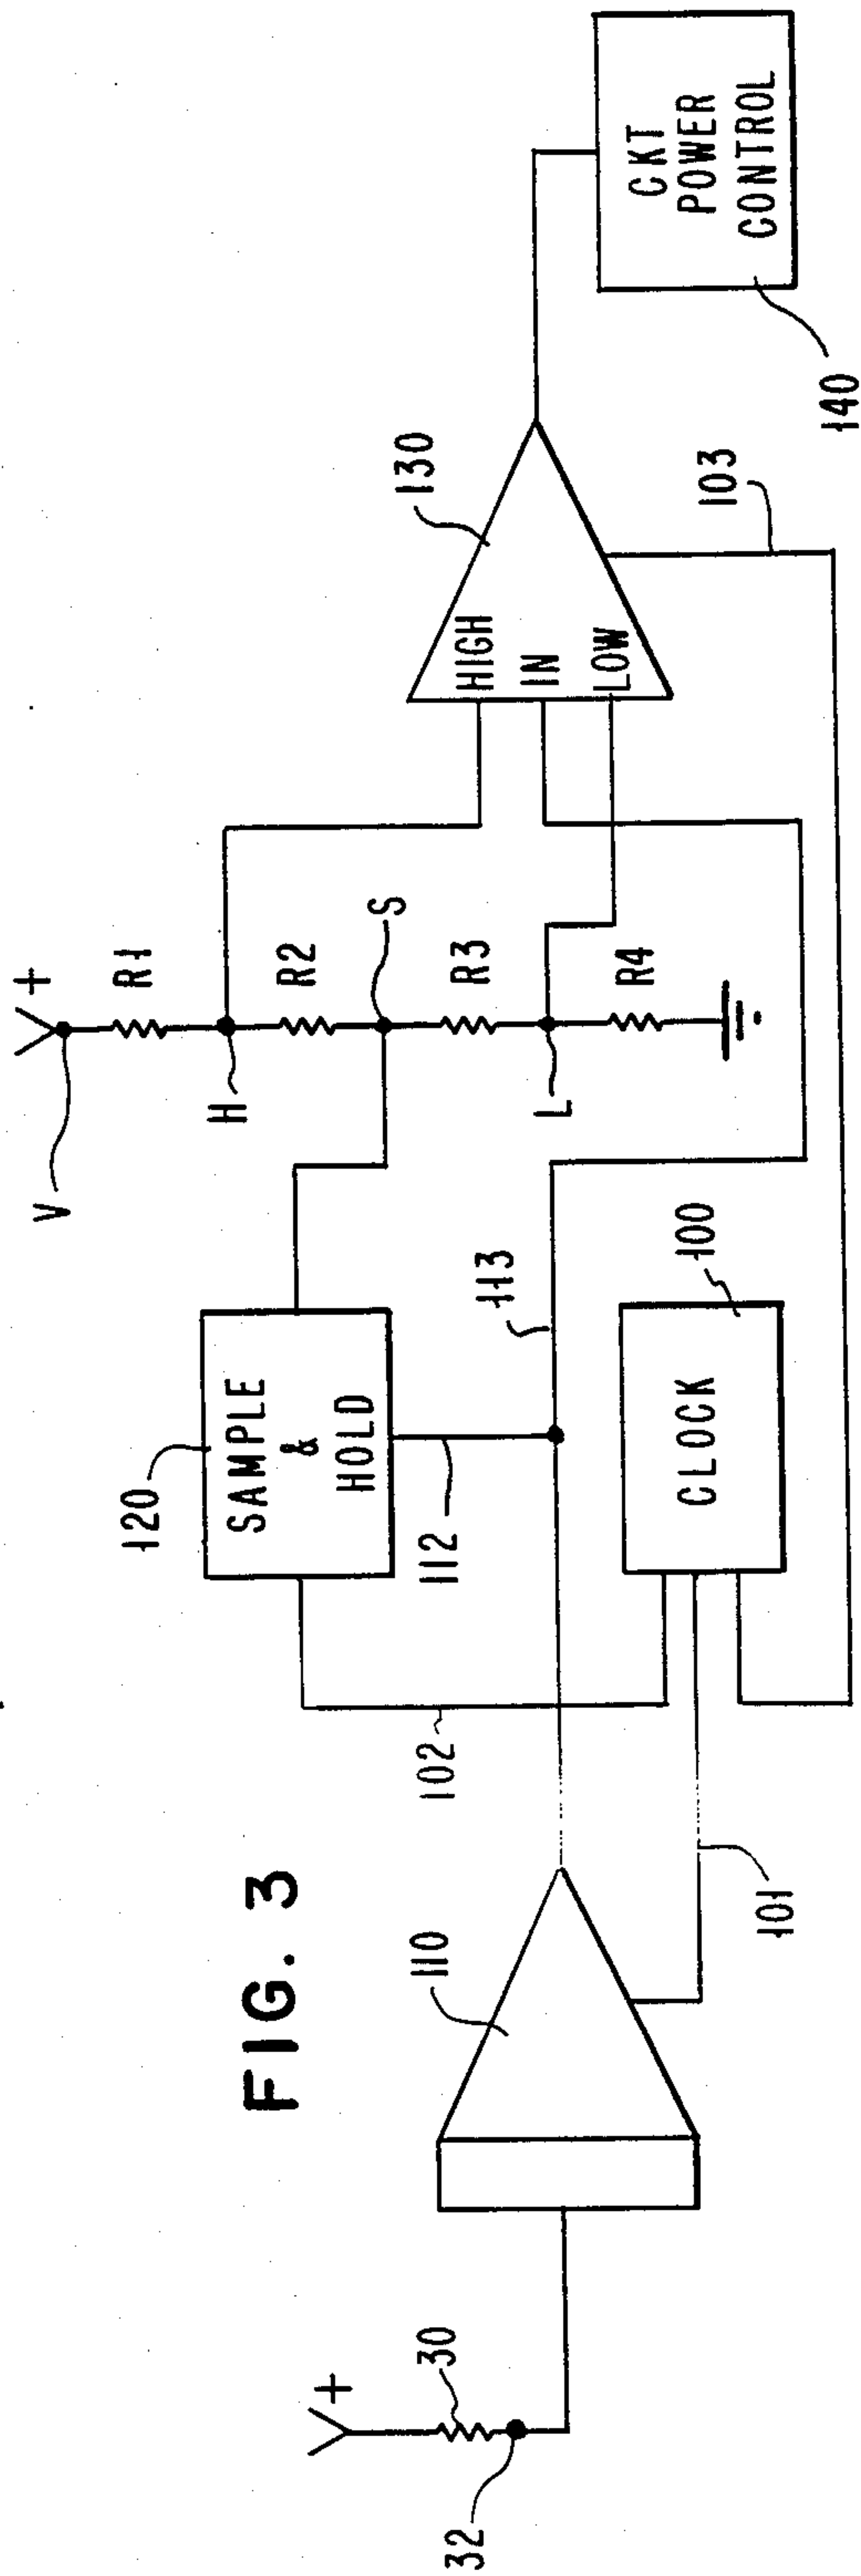 FIG. 3
V
+
R1
H
R2
S
R3
L
R4
120
SAMPLE
&
HOLD
112
113
102
100
CLOCK
101
103
HIGH
IN
LOW
130
CKT
POWER
CONTROL
140
110
+
30
32